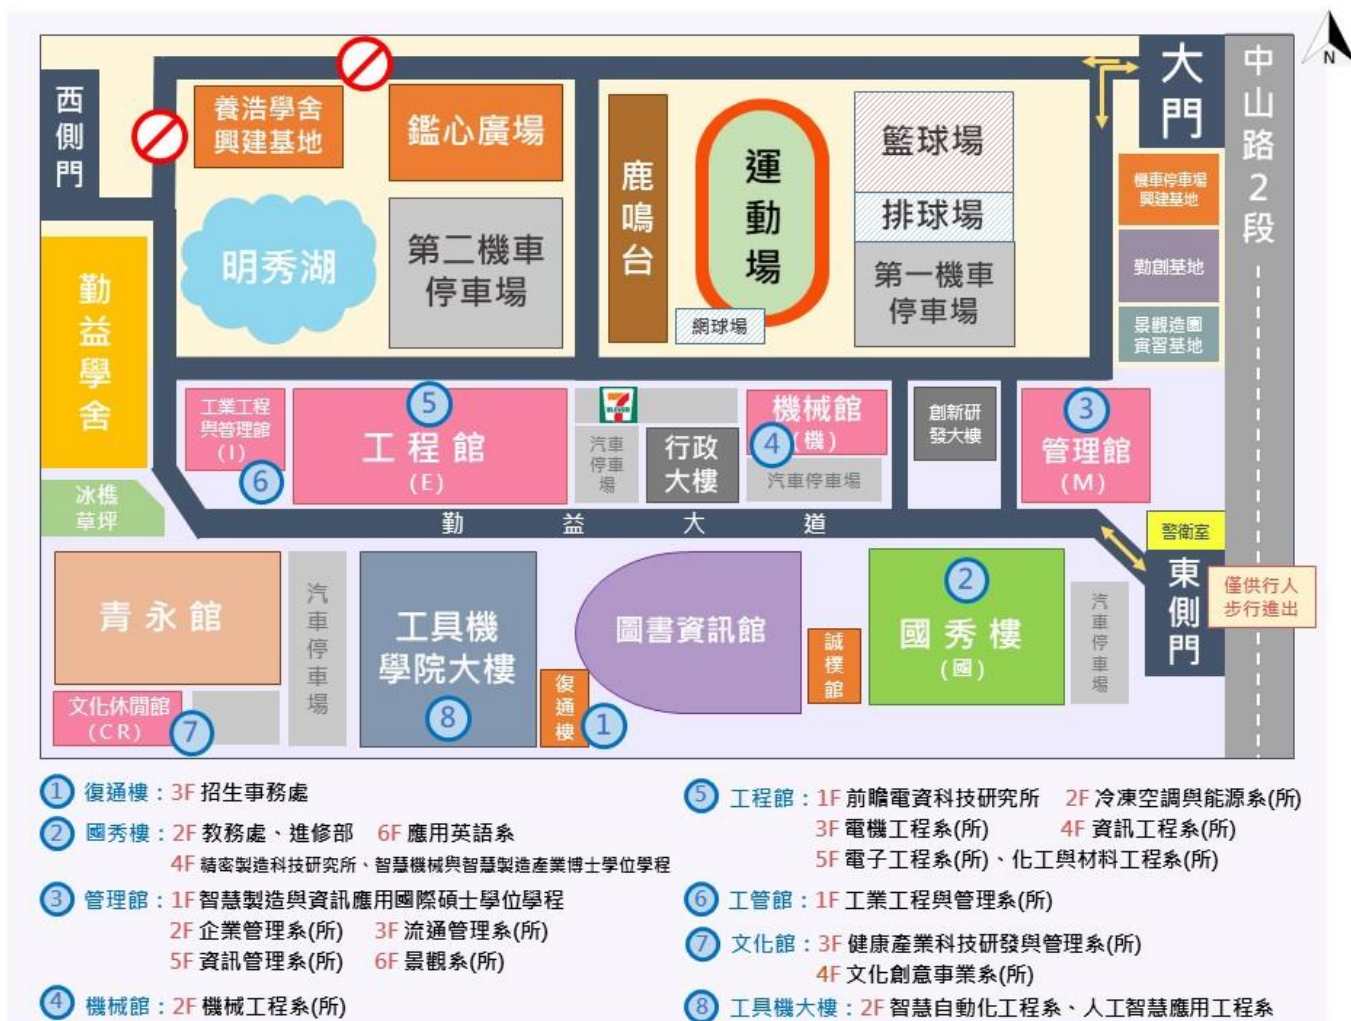 N
大門
中山路2段
西側門
養浩學舍
興建基地
鑑心廣場
鹿鳴台
運動場
籃球場
排球場
第一機車
停車場
機車停車場
興建基地
勤創基地
景觀造園
實習基地
明秀湖
第二機車
停車場
網球場
勤益學舍
冰樵
草坪
工業工程
與管理館
(I)
6
5
工程館
(E)
7
ELEVEN
汽車停車場
行政
大樓
機械館
(機)
4
汽車停車場
創新研
發大樓
3
管理館
(M)
勤益大道
警衛室
東側門
僅供行人
步行進出
青永館
汽車停車場
工具機
學院大樓
8
圖書資訊館
誠樸館
2
國秀樓
(國)
汽車停車場
復通樓
1
文化休閒館
(CR)
7
1 復通樓：3F 招生事務處
2 國秀樓：2F 教務處、進修部 6F 應用英語系
4F 精密製造科技研究所、智慧機械與智慧製造產業博士學位學程
3 管理館：1F 智慧製造與資訊應用國際碩士學位學程
2F 企業管理系(所) 3F 流通管理系(所)
5F 資訊管理系(所) 6F 景觀系(所)
4 機械館：2F 機械工程系(所)
5 工程館：1F 前瞻電資科技研究所 2F 冷凍空調與能源系(所)
3F 電機工程系(所) 4F 資訊工程系(所)
5F 電子工程系(所)、化工與材料工程系(所)
6 工管館：1F 工業工程與管理系(所)
7 文化館：3F 健康產業科技研發與管理系(所)
4F 文化創意事業系(所)
8 工具機大樓：2F 智慧自動化工程系、人工智慧應用工程系